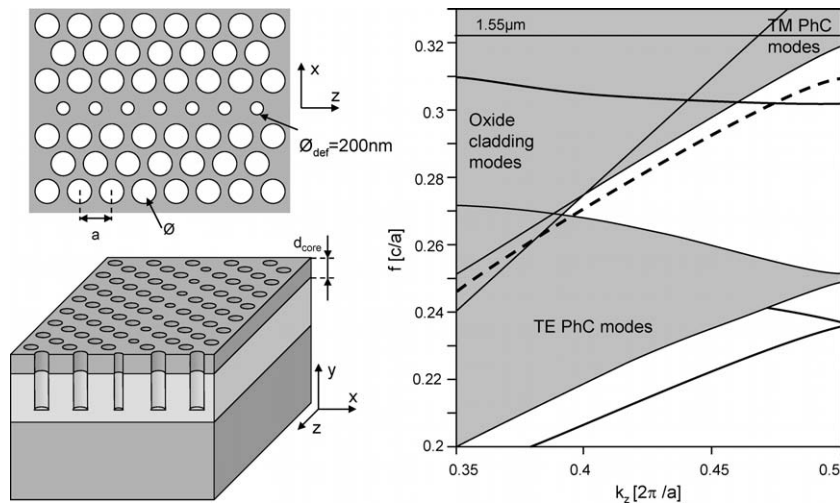 x
z
Ø_def=200nm
a
Ø
d_core
y
x
z
1.55µm
TM PhC
modes
Oxide
cladding
modes
TE PhC modes
f [c/a]
0.32
0.3
0.28
0.26
0.24
0.22
0.2
0.35
0.4
0.45
0.5
k_z [2π /a]